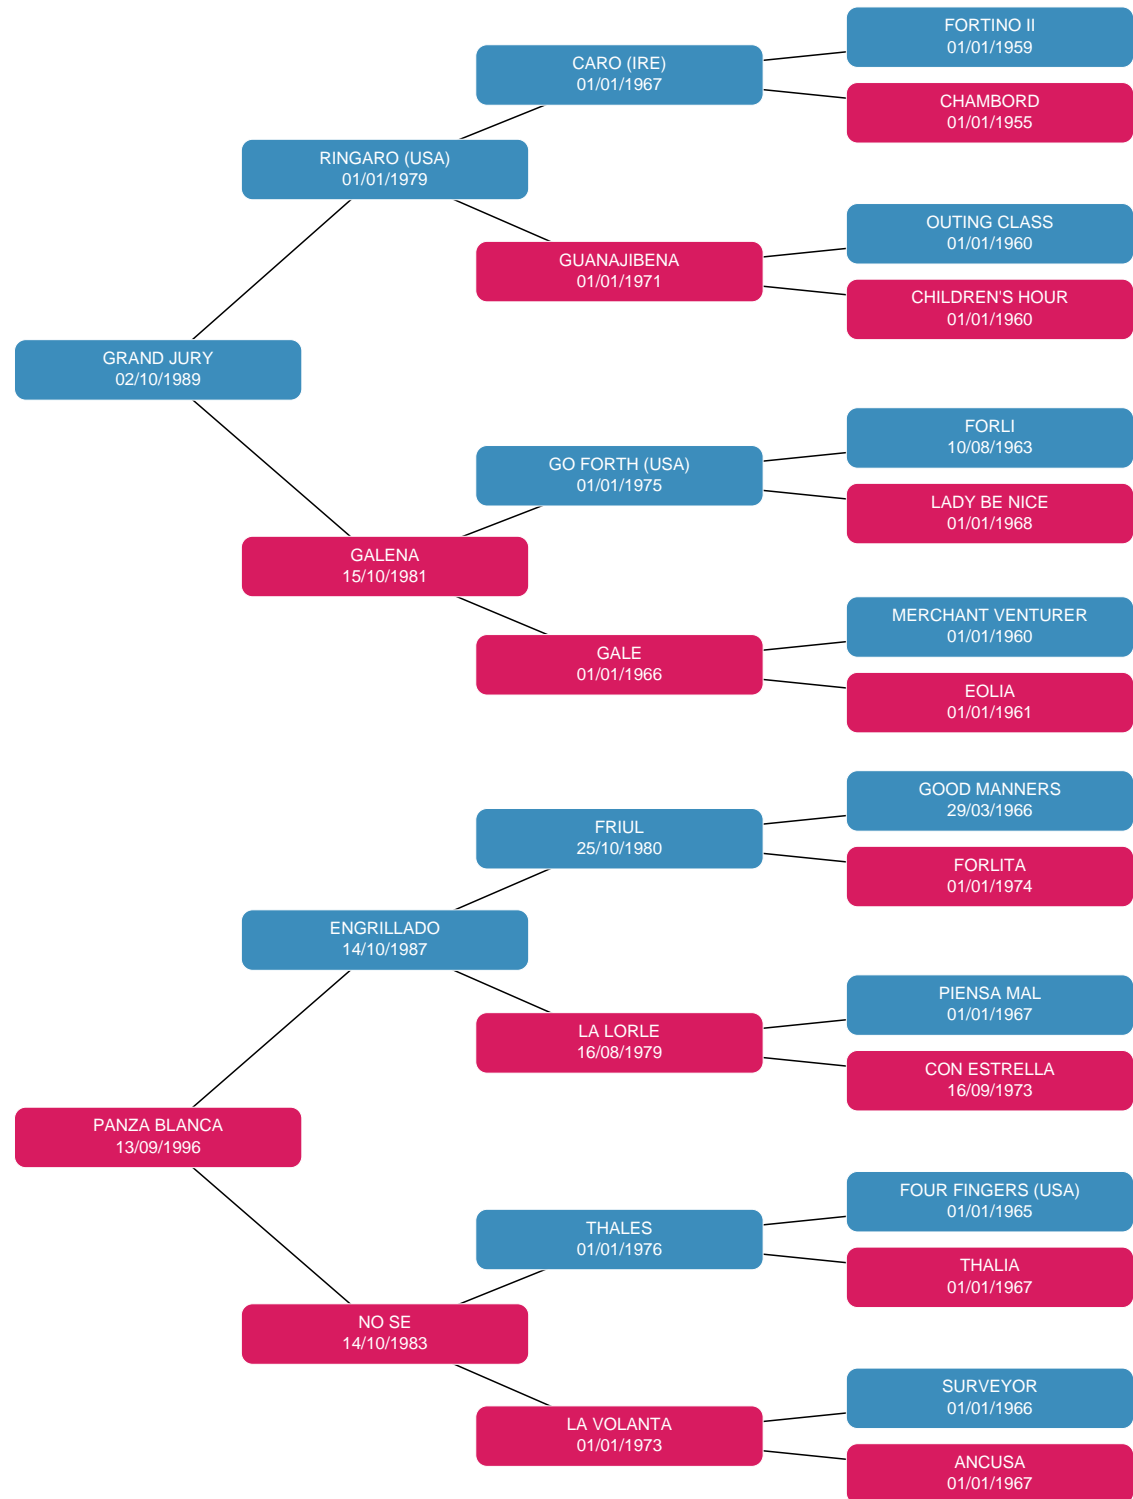 FORTINO II
01/01/1959
CARO (IRE)
01/01/1967
CHAMBORD
01/01/1955
RINGARO (USA)
01/01/1979
OUTING CLASS
01/01/1960
GUANAJIBENA
01/01/1971
CHILDREN'S HOUR
01/01/1960
GRAND JURY
02/10/1989
FORLI
10/08/1963
GO FORTH (USA)
01/01/1975
LADY BE NICE
01/01/1968
GALENA
15/10/1981
MERCHANT VENTURER
01/01/1960
GALE
01/01/1966
EOLIA
01/01/1961
GOOD MANNERS
29/03/1966
FRIUL
25/10/1980
FORLITA
01/01/1974
ENGRILLADO
14/10/1987
PIENSA MAL
01/01/1967
LA LORLE
16/08/1979
CON ESTRELLA
16/09/1973
PANZA BLANCA
13/09/1996
FOUR FINGERS (USA)
01/01/1965
THALES
01/01/1976
THALIA
01/01/1967
NO SE
14/10/1983
SURVEYOR
01/01/1966
LA VOLANTA
01/01/1973
ANCUSA
01/01/1967